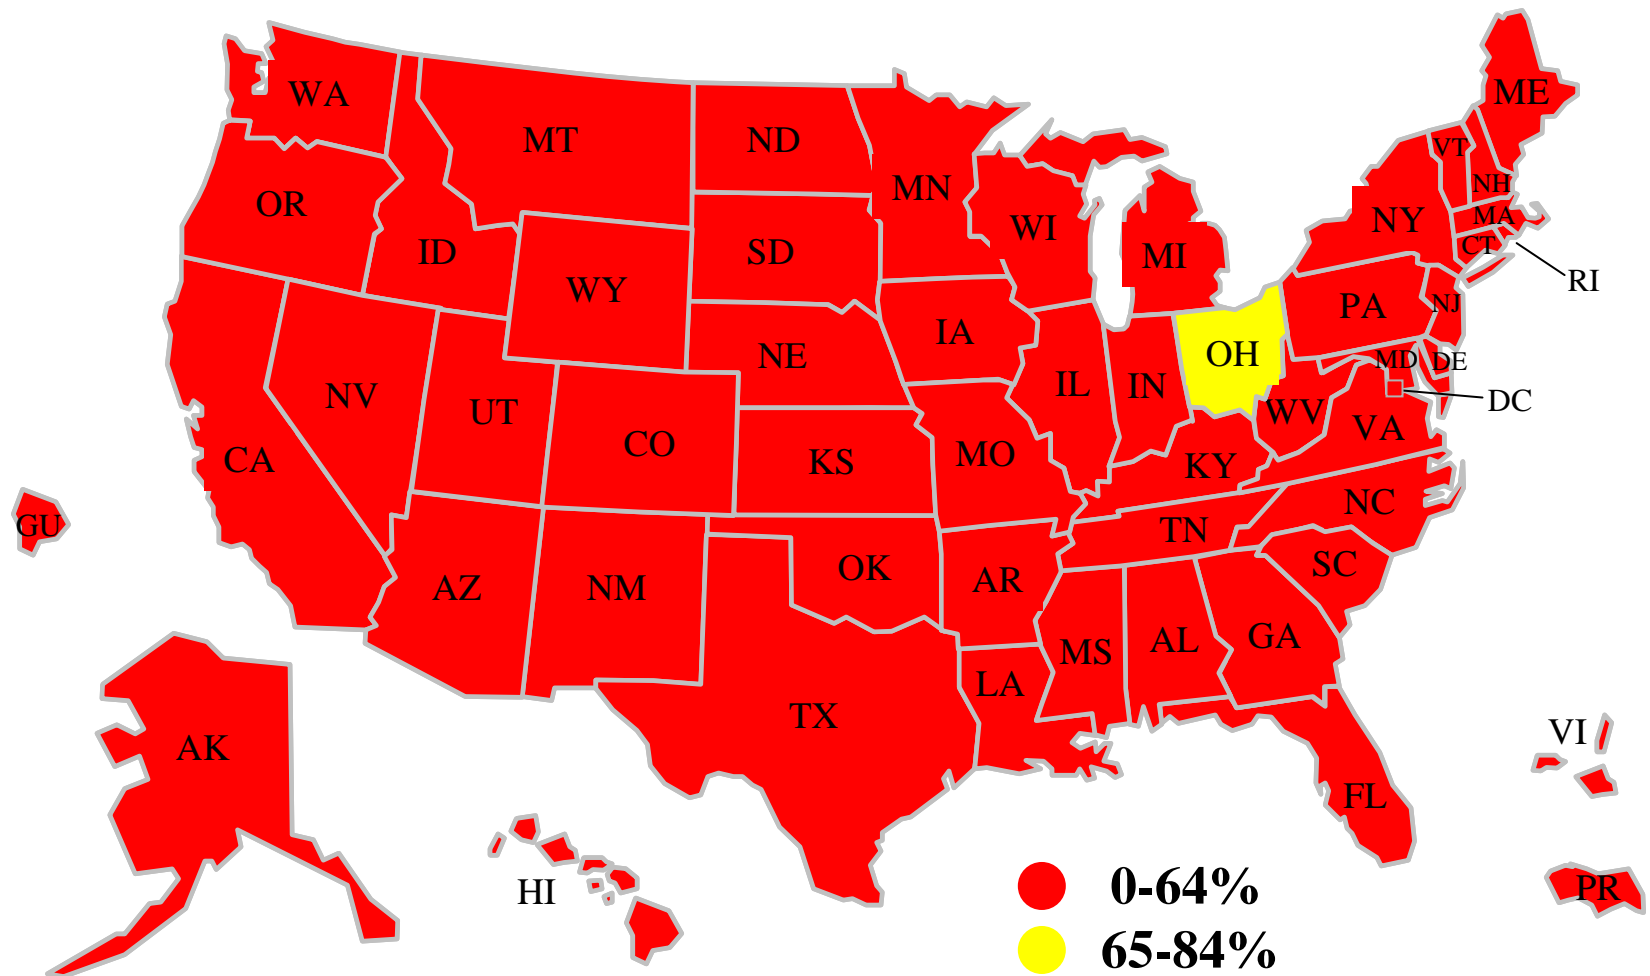 WA
MT
ND
MN
ME
VT
NH
OR
ID
WY
SD
WI
MI
NY
MA
CT
RI
NV
UT
CO
NE
IA
IL
IN
OH
PA
NJ
MD
DE
DC
CA
KS
MO
KY
WV
VA
GU
AZ
NM
OK
AR
TN
NC
SC
TX
LA
MS
AL
GA
FL
AK
HI
VI
PR
0-64%
65-84%